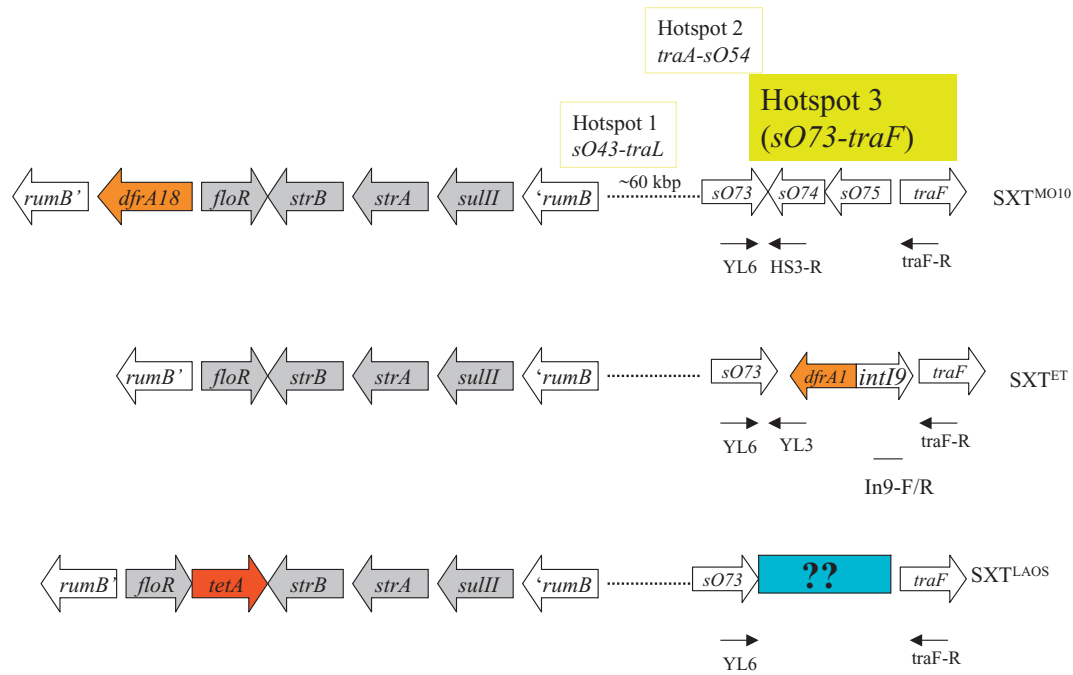 Hotspot 2
traA-sO54
Hotspot 3
(sO73-traF)
Hotspot 1
sO43-traL
rumB’ dfrA18 floR strB strA sulII ‘rumB ~60 kbp sO73 sO74 sO75 traF SXTMO10
YL6 HS3-R traF-R
rumB’ floR strB strA sulII ‘rumB sO73 dfrA1 intI9 traF SXTET
YL6 YL3 traF-R
In9-F/R
rumB’ floR tetA strB strA sulII ‘rumB sO73 ?? traF SXTLAOS
YL6 traF-R